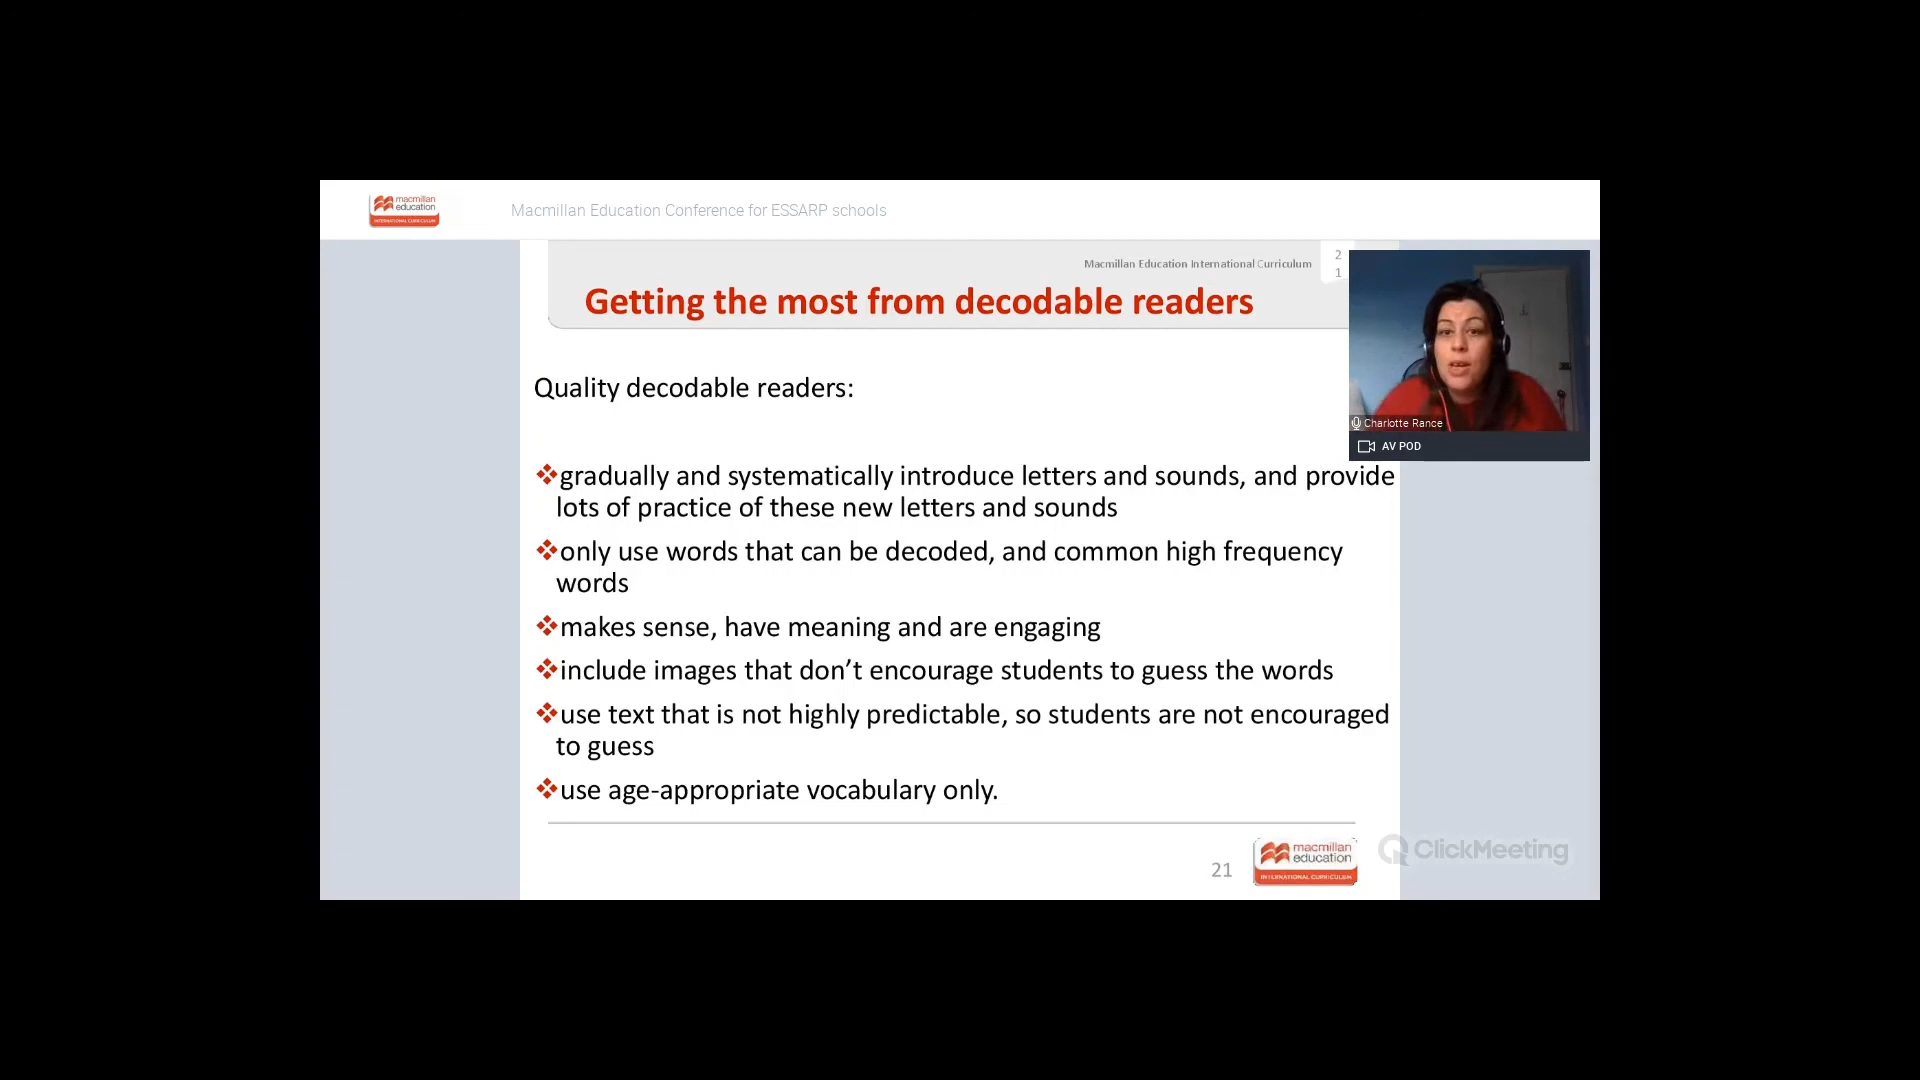 macmillan
education
INTERNATIONAL CURRICULUM
Macmillan Education Conference for ESSARP schools
Macmillan Education International Curriculum
2
1
Getting the most from decodable readers
Charlotte Rance
AV POD
Quality decodable readers:
❖gradually and systematically introduce letters and sounds, and provide
lots of practice of these new letters and sounds
❖only use words that can be decoded, and common high frequency
words
❖makes sense, have meaning and are engaging
❖include images that don’t encourage students to guess the words
❖use text that is not highly predictable, so students are not encouraged
to guess
❖use age-appropriate vocabulary only.
21
macmillan
education
INTERNATIONAL CURRICULUM
ClickMeeting